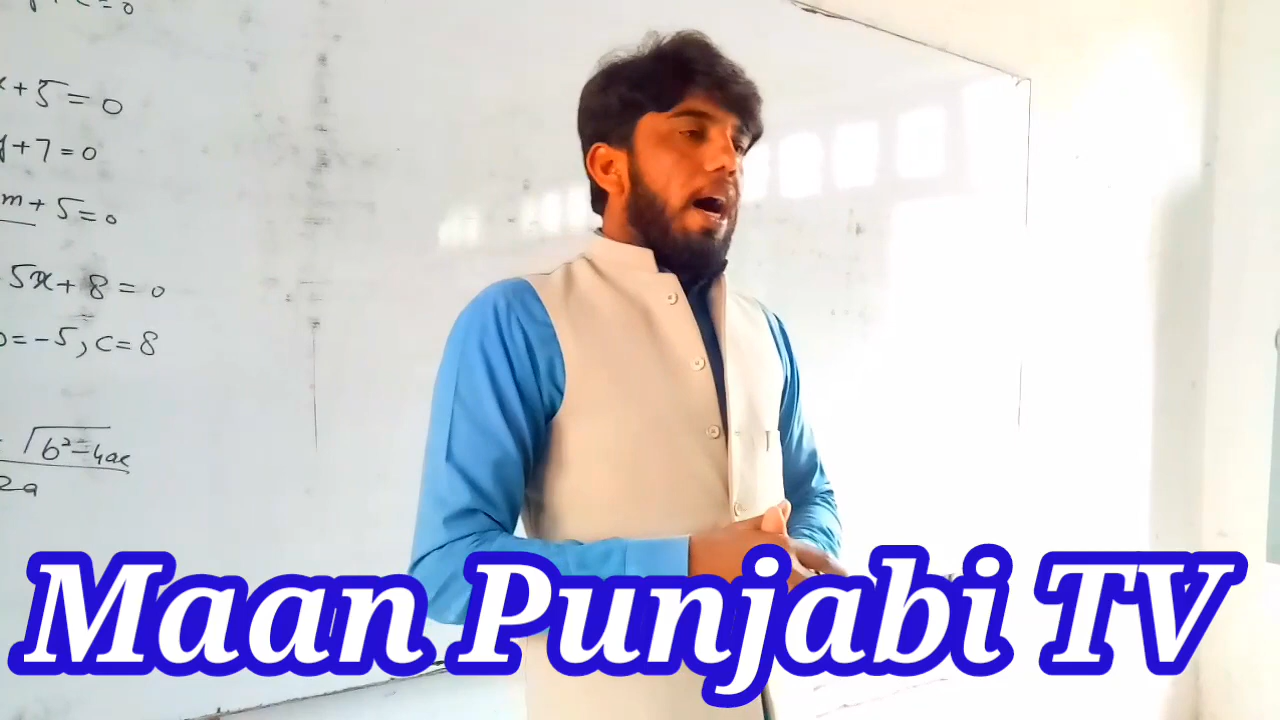 + 5 = 0
+ 7 = 0
m + 5 = 0
5x + 8 = 0
= -5, c = 8
√b² - 4ac
2a
Maan Punjabi TV